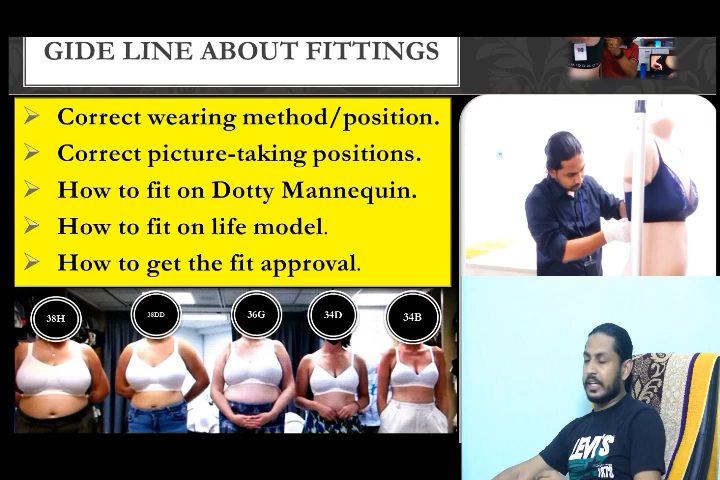 GIDE LINE ABOUT FITTINGS
Correct wearing method/position.
Correct picture-taking positions.
How to fit on Dotty Mannequin.
How to fit on life model.
How to get the fit approval.
38H
38DD
36G
34D
34B
LEVI'S